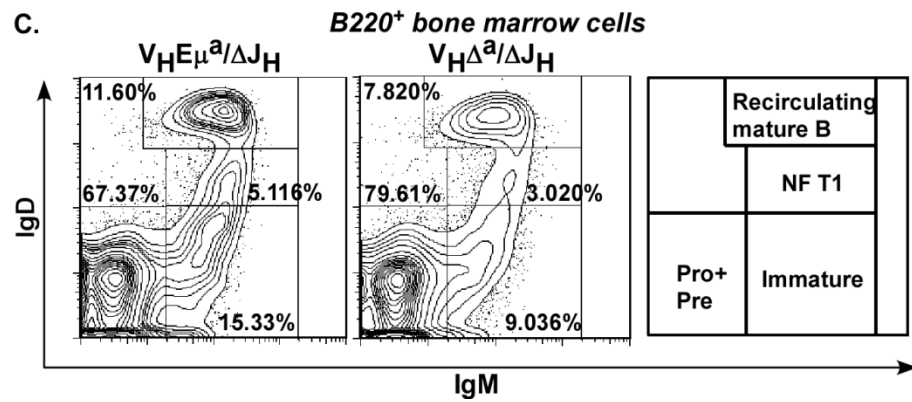 C.
B220+ bone marrow cells
VHEμa/ΔJH
VHΔa/ΔJH
11.60%
67.37%
5.116%
15.33%
7.820%
79.61%
3.020%
9.036%
Recirculating
mature B
NF T1
Pro+
Pre
Immature
IgD
IgM